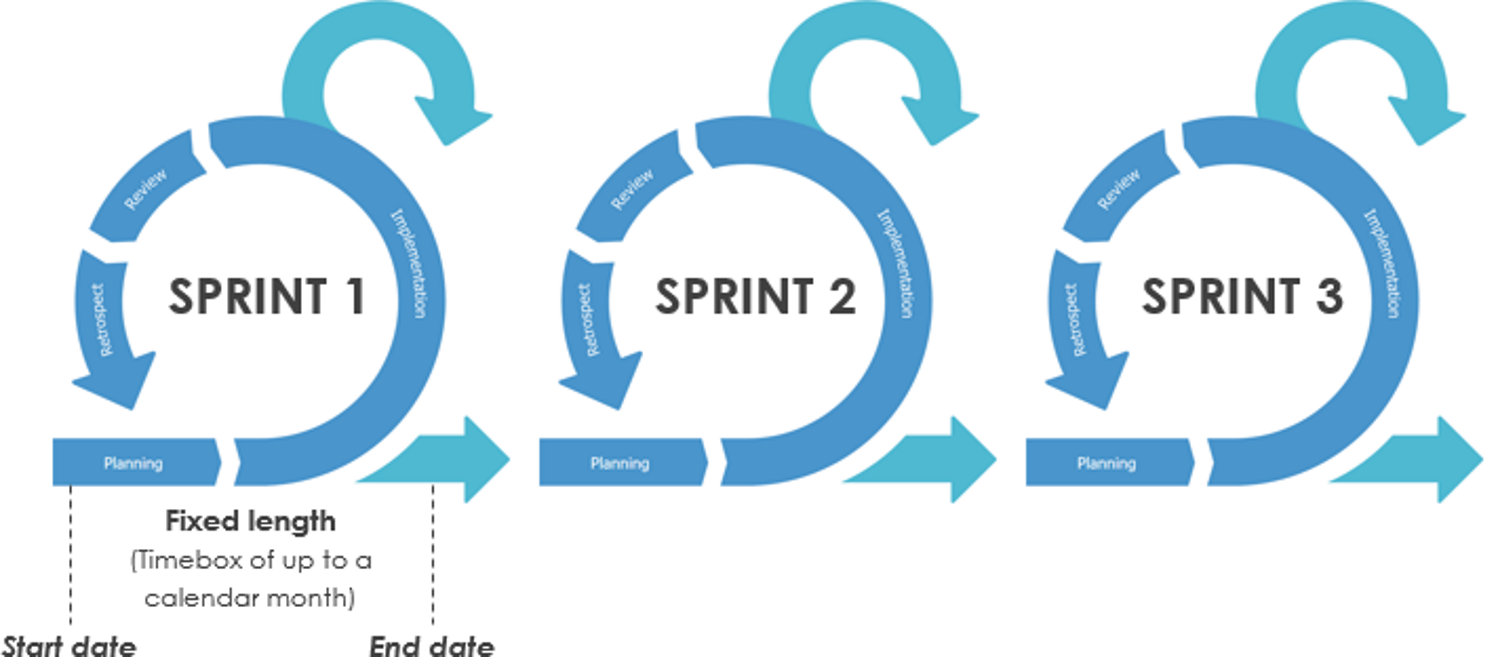 Review
Implementation
SPRINT 1
Retrospect
Planning
Review
Implementation
SPRINT 2
Retrospect
Planning
Review
Implementation
SPRINT 3
Retrospect
Planning
Fixed length
(Timebox of up to a
calendar month)
Start date
End date